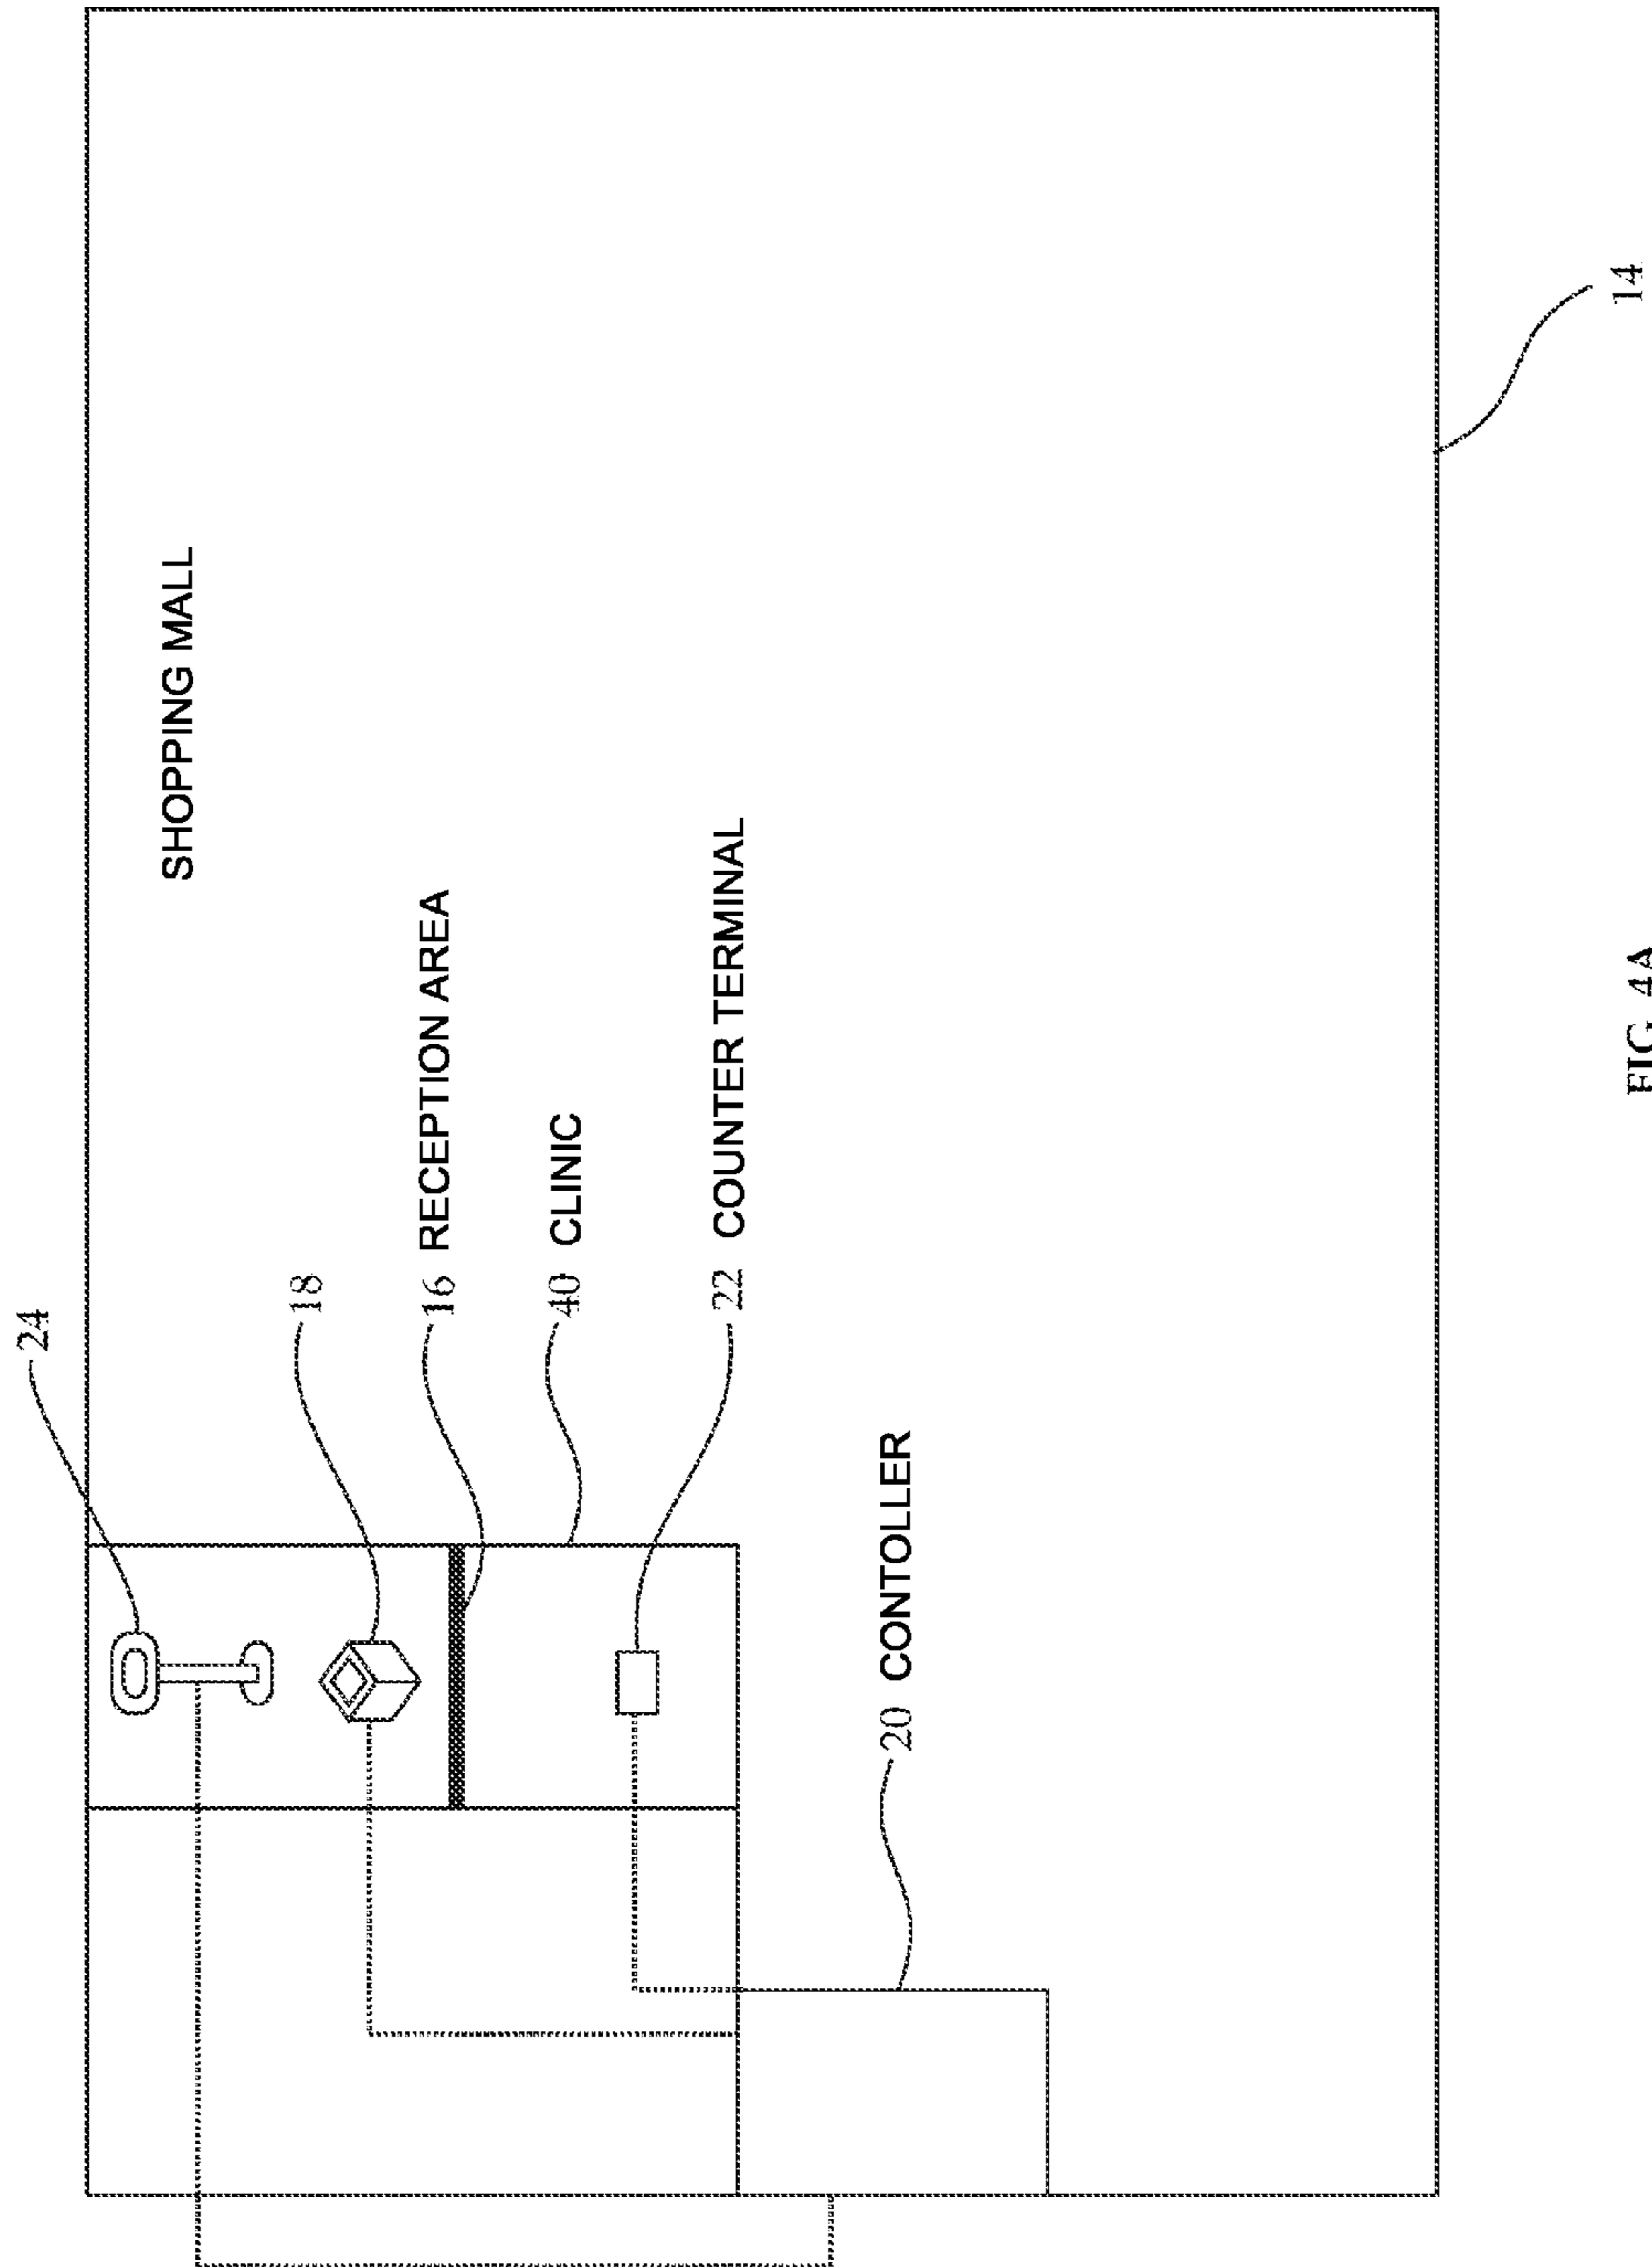 24
SHOPPING MALL
18
16 RECEPTION AREA
40 CLINIC
22 COUNTER TERMINAL
20 CONTOLLER
14
FIG 4A